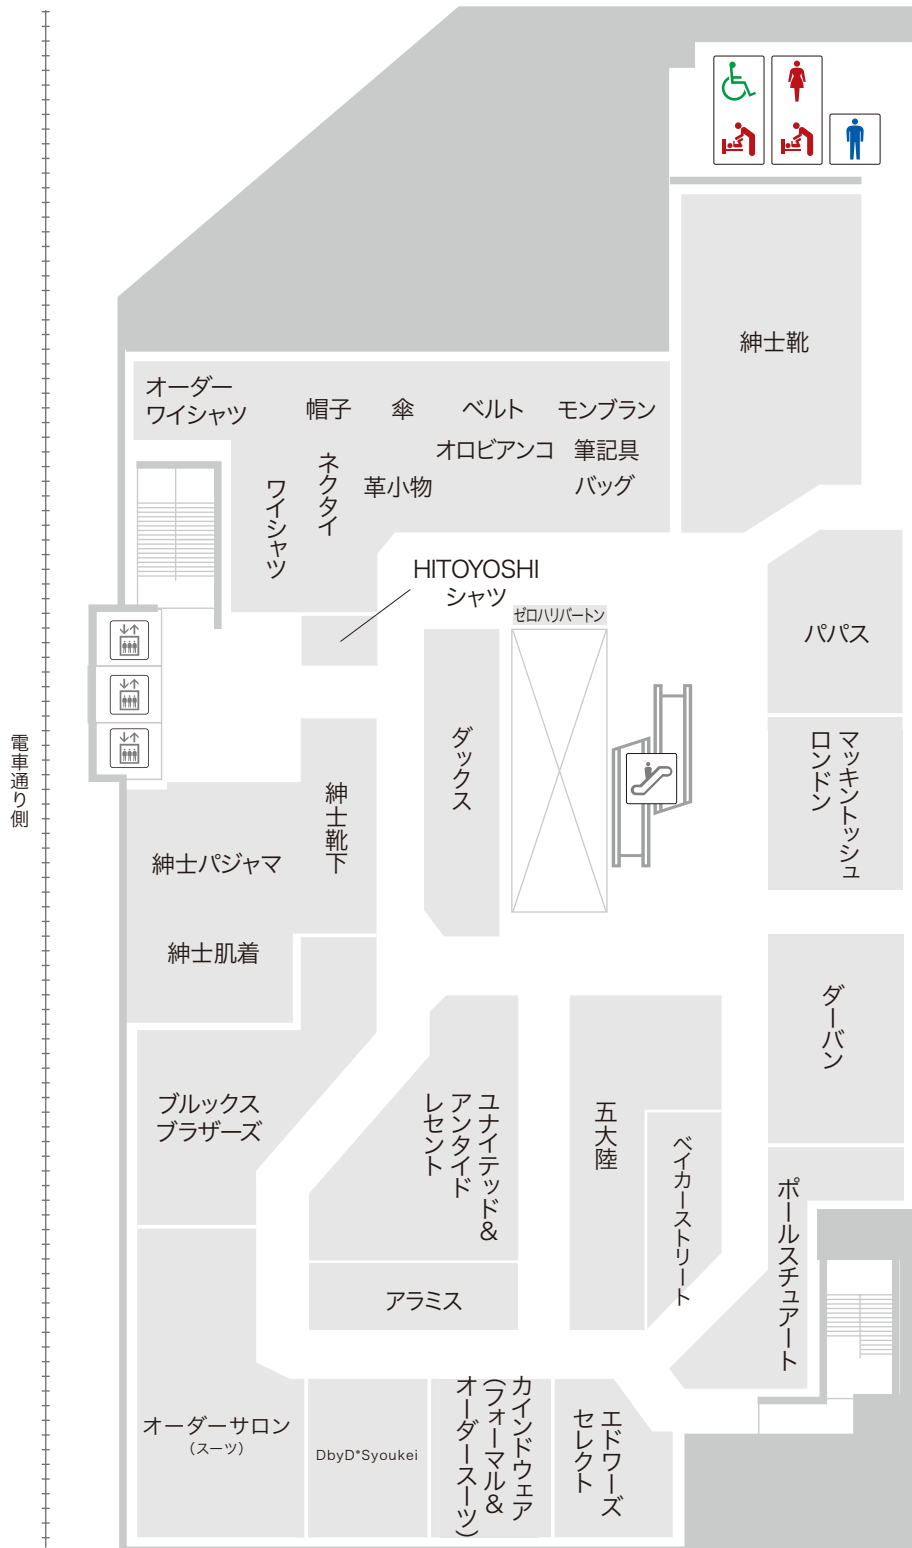 紳士靴
オーダー
ワイシャツ
帽子
傘
ベルト
モンブラン
オロビアンコ
筆記具
ネクタイ
革小物
バッグ
ワイシャツ
HITOYOSHI
シャツ
ゼロハリバートン
パパス
ダックス
マッキントッシュ
ロンドン
電車通り側
紳士靴下
紳士パジャマ
紳士肌着
ダーバン
ブルックス
ブラザーズ
ユナイテッド&
アンタイド
レセント
五大陸
ベイカーストリート
ポールスチュアート
アラミス
オーダーサロン
(スーツ)
DbyD*Syoukei
カインドウェア
(フォーマル&
オーダースーツ)
エドワーズ
セレクト